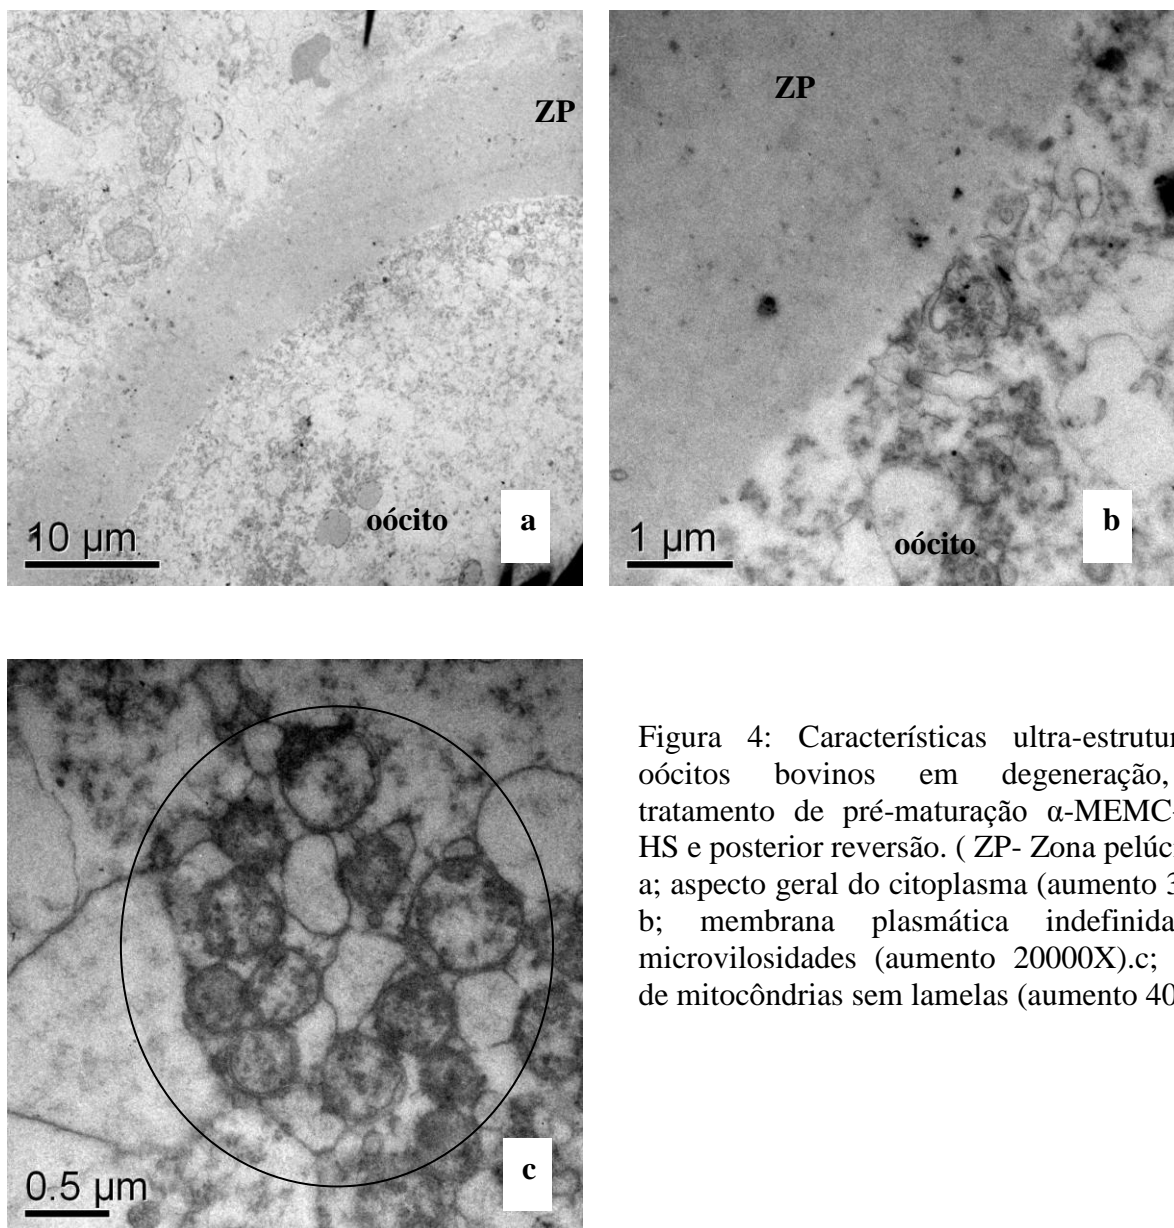 ZP
oócito
a
10 µm
ZP
oócito
b
1 µm
c
0.5 µm
Figura 4: Características ultra-estrutur
oócitos bovinos em degeneração,
tratamento de pré-maturação α-MEMC-
HS e posterior reversão. ( ZP- Zona pelúc
a; aspecto geral do citoplasma (aumento 3
b; membrana plasmática indefinida
microvilosidades (aumento 20000X).c;
de mitocôndrias sem lamelas (aumento 40